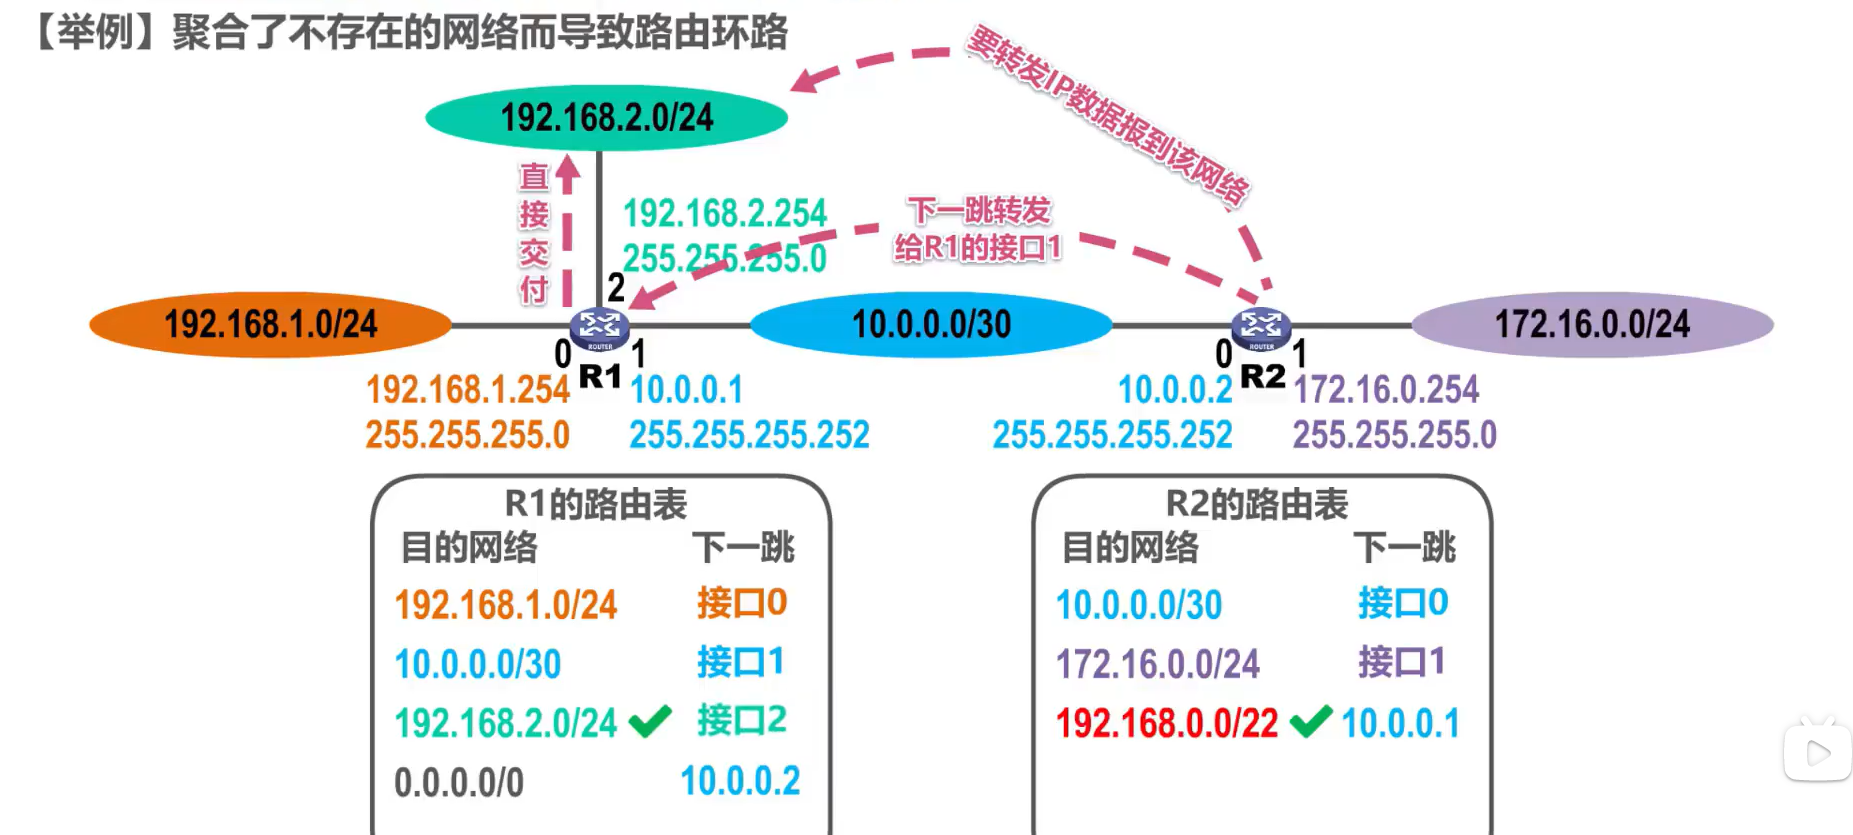 【举例】聚合了不存在的网络而导致路由环路
要转发IP数据报到该网络
192.168.2.0/24
直接交付
192.168.2.254
255.255.255.0
下一跳转发
给R1的接口1
2
192.168.1.0/24
ROUTER
10.0.0.0/30
ROUTER
172.16.0.0/24
0
R1
1
0
R2
1
192.168.1.254
255.255.255.0
10.0.0.1
255.255.255.252
10.0.0.2
255.255.255.252
172.16.0.254
255.255.255.0
R1的路由表
目的网络 下一跳
192.168.1.0/24 接口0
10.0.0.0/30 接口1
192.168.2.0/24 接口2
0.0.0.0/0 10.0.0.2
R2的路由表
目的网络 下一跳
10.0.0.0/30 接口0
172.16.0.0/24 接口1
192.168.0.0/22 10.0.0.1